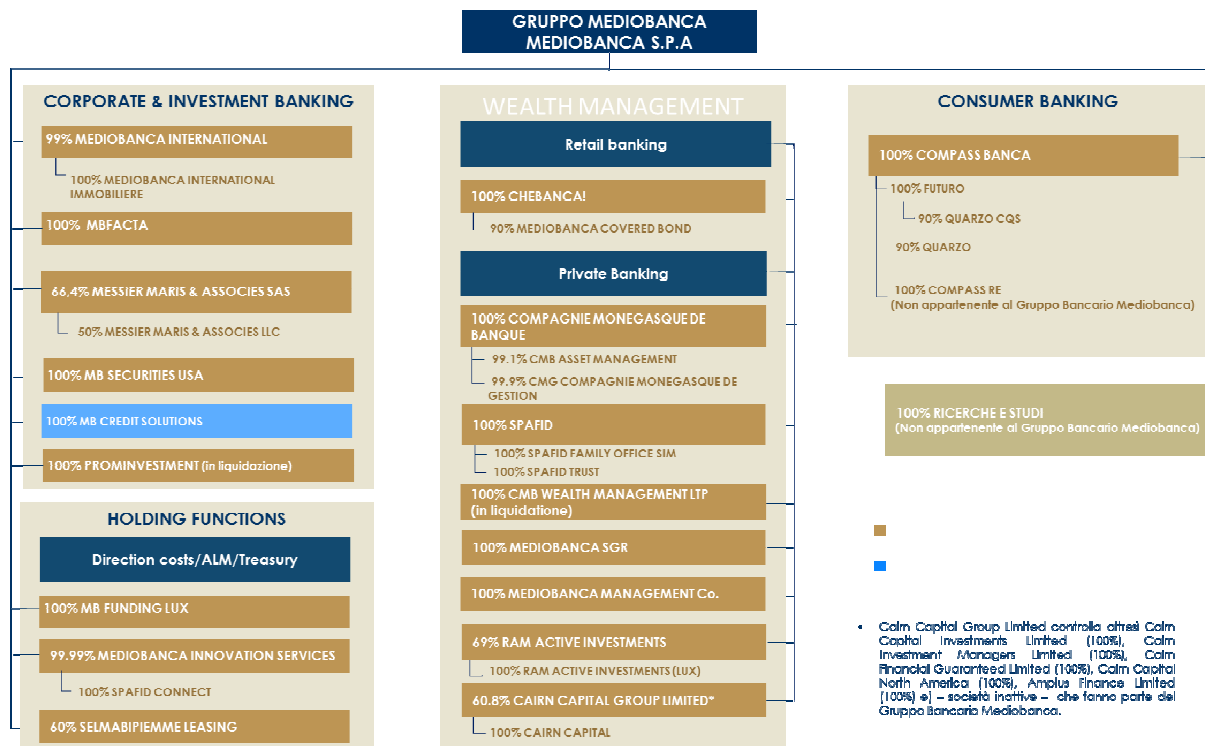 GRUPPO MEDIOBANCA
MEDIOBANCA S.P.A
CORPORATE & INVESTMENT BANKING
99% MEDIOBANCA INTERNATIONAL
100% MEDIOBANCA INTERNATIONAL
IMMOBILIERE
100% MBFACTA
66,4% MESSIER MARIS & ASSOCIES SAS
50% MESSIER MARIS & ASSOCIES LLC
100% MB SECURITIES USA
100% MB CREDIT SOLUTIONS
100% PROMINVESTMENT (in liquidazione)
HOLDING FUNCTIONS
Direction costs/ALM/Treasury
100% MB FUNDING LUX
99.99% MEDIOBANCA INNOVATION SERVICES
100% SPAFID CONNECT
60% SELMABIPIEMME LEASING
WEALTH MANAGEMENT
Retail banking
100% CHEBANCA!
90% MEDIOBANCA COVERED BOND
Private Banking
100% COMPAGNIE MONEGASQUE DE
BANQUE
99.1% CMB ASSET MANAGEMENT
99.9% CMG COMPAGNIE MONEGASQUE DE
GESTION
100% SPAFID
100% SPAFID FAMILY OFFICE SIM
100% SPAFID TRUST
100% CMB WEALTH MANAGEMENT LTP
(in liquidatione)
100% MEDIOBANCA SGR
100% MEDIOBANCA MANAGEMENT Co.
69% RAM ACTIVE INVESTMENTS
100% RAM ACTIVE INVESTMENTS (LUX)
60.8% CAIRN CAPITAL GROUP LIMITED*
100% CAIRN CAPITAL
CONSUMER BANKING
100% COMPASS BANCA
100% FUTURO
90% QUARZO CQS
90% QUARZO
100% COMPASS RE
(Non appartenente al Gruppo Bancario Mediobanca)
100% RICERCHE E STUDI
(Non appartenente al Gruppo Bancario Mediobanca)
• Cairn Capital Group Limited controlla altresì Cairn
Capital Investments Limited (100%), Cairn
Investment Managers Limited (100%), Cairn
Financial Guaranteed Limited (100%), Cairn Capital
North America (100%), Amplus Finance Limited
(100%) e) – società inattive – che fanno parte del
Gruppo Bancario Mediobanca.